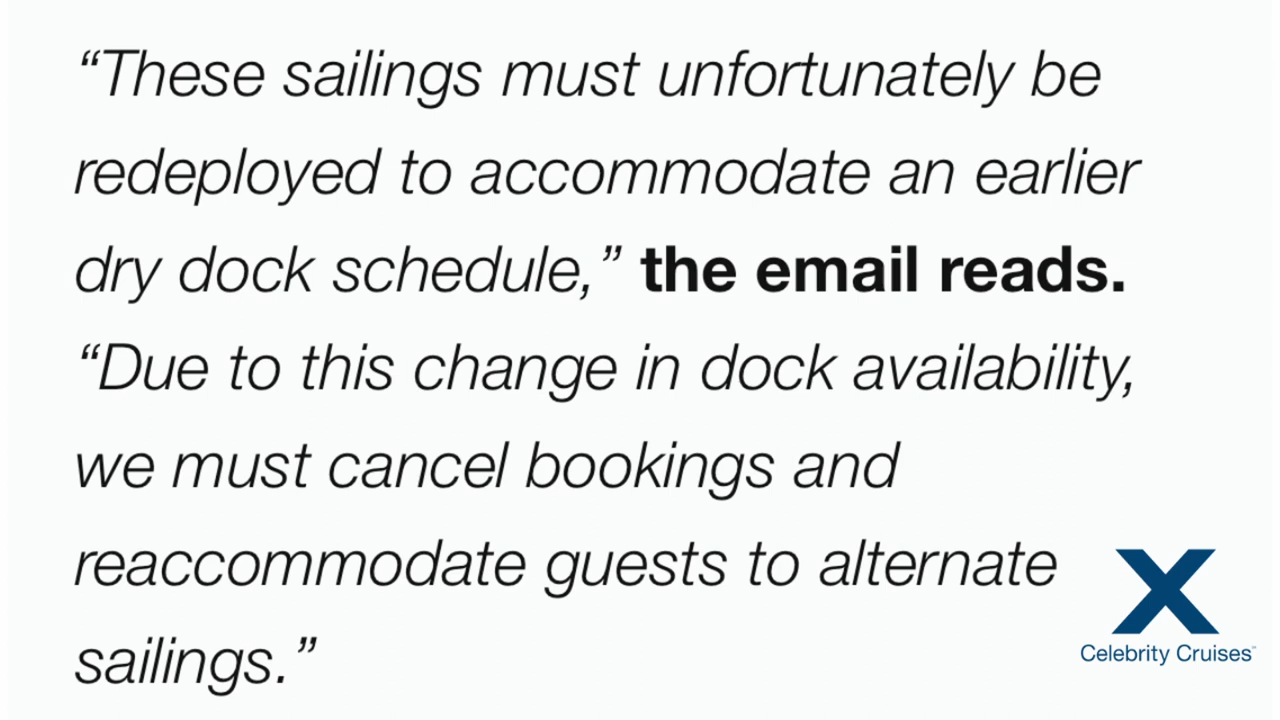 “These sailings must unfortunately be
redeployed to accommodate an earlier
dry dock schedule,” the email reads.
“Due to this change in dock availability,
we must cancel bookings and
reaccommodate guests to alternate
sailings.”
X
Celebrity Cruises